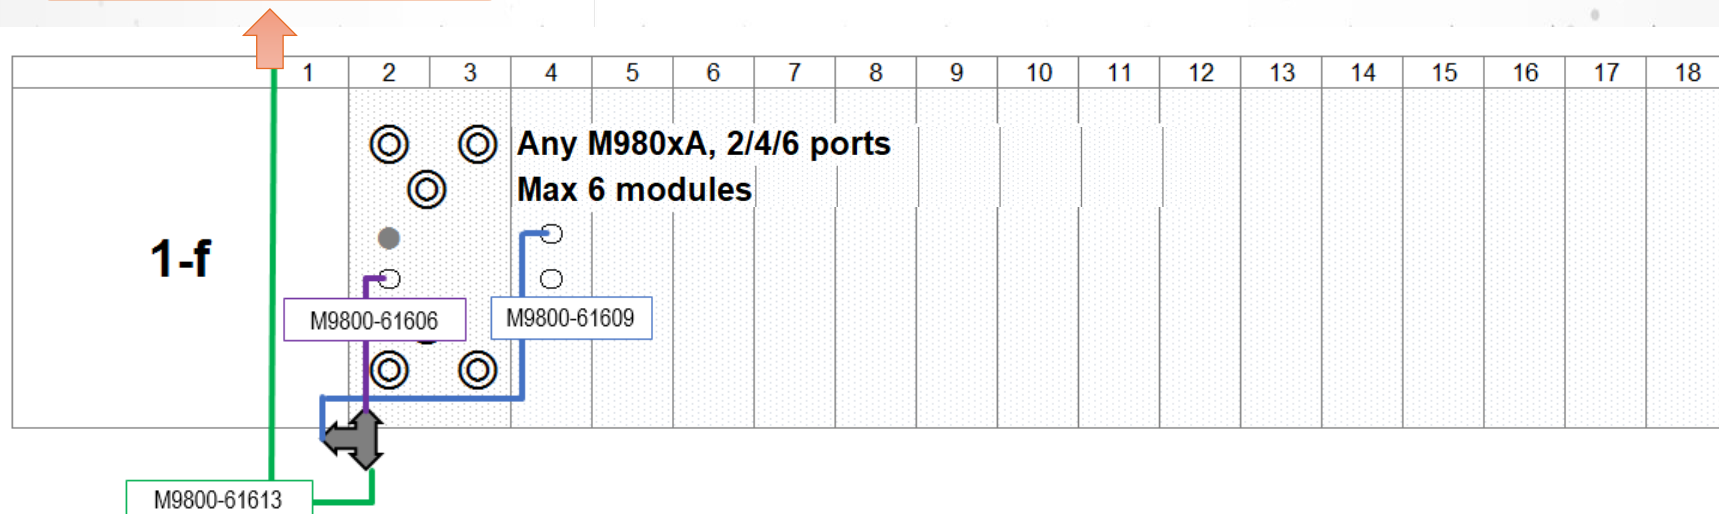 1 2 3 4 5 6 7 8 9 10 11 12 13 14 15 16 17 18
Any M980xA, 2/4/6 ports
Max 6 modules
1-f
M9800-61606
M9800-61609
M9800-61613